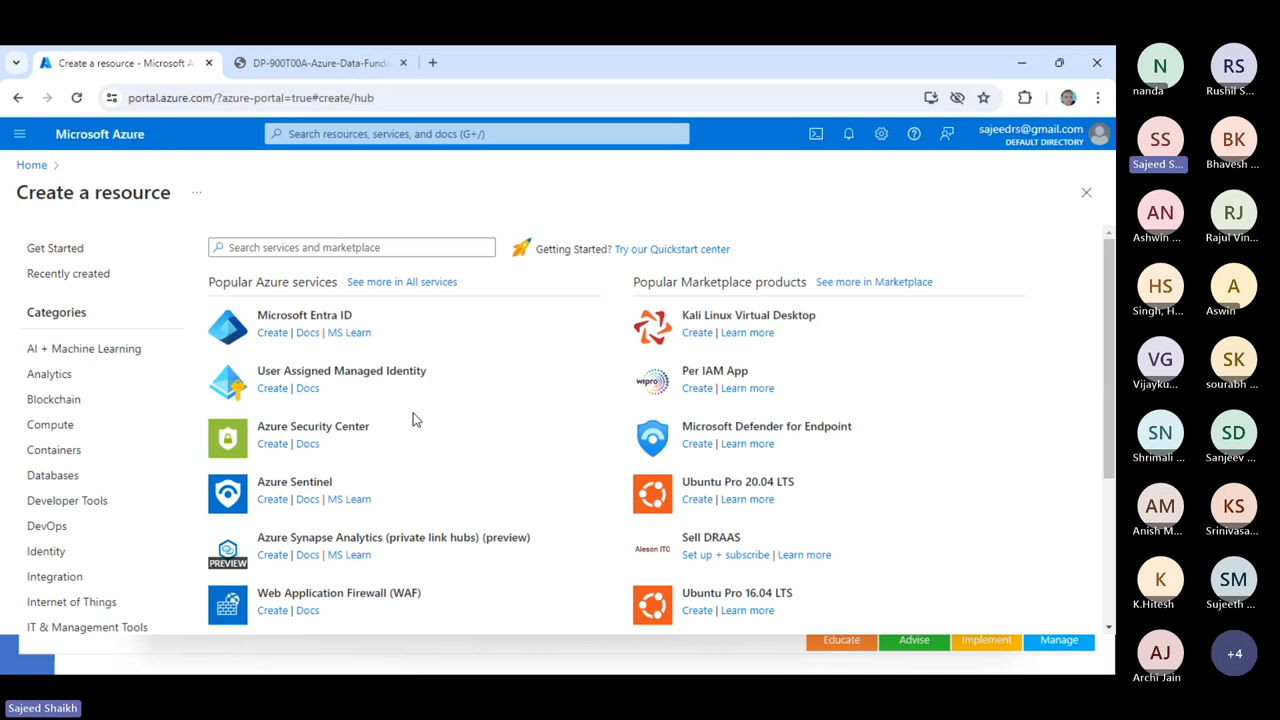 Create a resource - Microsoft A
DP-900T00A-Azure-Data-Funda
portal.azure.com/?azure-portal=true#create/hub
Microsoft Azure
Search resources, services, and docs (G+/)
sajeedrs@gmail.com
DEFAULT DIRECTORY
Home
Create a resource
...
Get Started
Recently created
Categories
AI + Machine Learning
Analytics
Blockchain
Compute
Containers
Databases
Developer Tools
DevOps
Identity
Integration
Internet of Things
IT & Management Tools
Search services and marketplace
Getting Started? Try our Quickstart center
Popular Azure services See more in All services
Microsoft Entra ID
Create | Docs | MS Learn
User Assigned Managed Identity
Create | Docs
Azure Security Center
Create | Docs
Azure Sentinel
Create | Docs | MS Learn
PREVIEW
Azure Synapse Analytics (private link hubs) (preview)
Create | Docs | MS Learn
Web Application Firewall (WAF)
Create | Docs
Popular Marketplace products See more in Marketplace
Kali Linux Virtual Desktop
Create | Learn more
wipro
Per IAM App
Create | Learn more
Microsoft Defender for Endpoint
Create | Learn more
Ubuntu Pro 20.04 LTS
Create | Learn more
Aleson ITC
Sell DRAAS
Set up + subscribe | Learn more
Ubuntu Pro 16.04 LTS
Create | Learn more
Educate
Advise
Implement
Manage
N
nanda
RS
Rushil S...
SS
Sajeed S...
BK
Bhavesh ...
AN
Ashwin ...
RJ
Rajul Vin...
HS
Singh, H...
A
Aswin
VG
Vijayku...
SK
sourabh ...
SN
Shrimali ...
SD
Sanjeev ...
AM
Anish M...
KS
Srinivasa...
K
K.Hitesh
SM
Sujeeth ...
AJ
Archi Jain
+4
Sajeed Shaikh